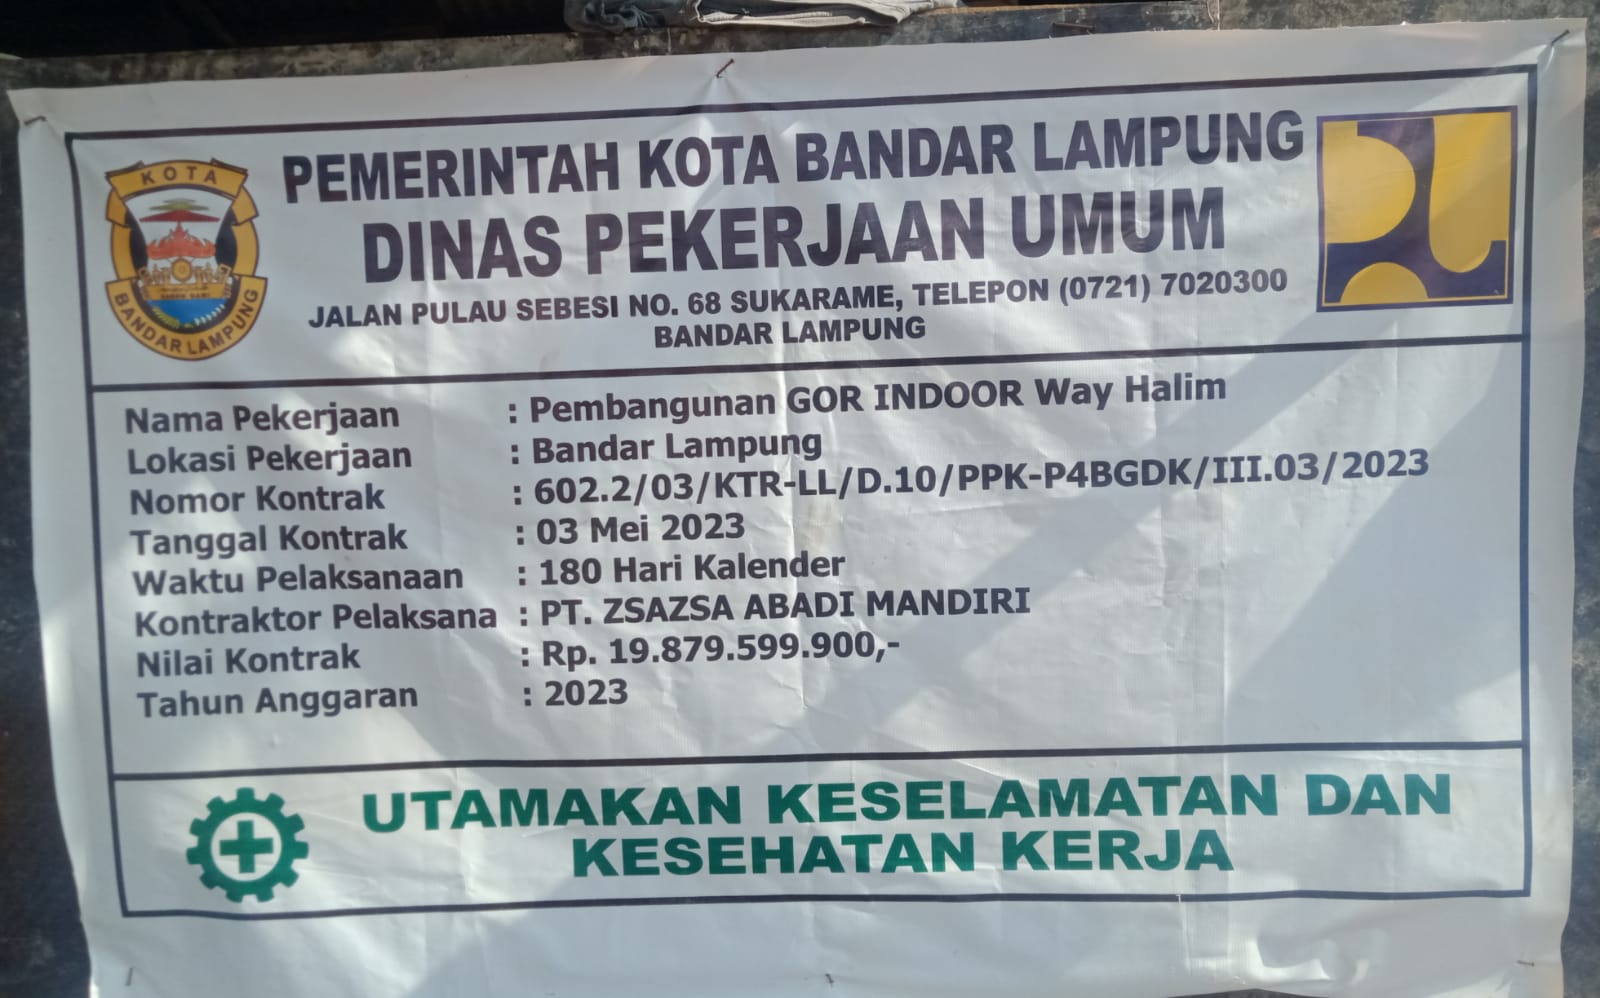 PEMERINTAH KOTA BANDAR LAMPUNG
DINAS PEKERJAAN UMUM
JALAN PULAU SEBESI NO. 68 SUKARAME, TELEPON (0721) 7020300
BANDAR LAMPUNG
KOTA
BANDAR LAMPUNG
Nama Pekerjaan : Pembangunan GOR INDOOR Way Halim
Lokasi Pekerjaan : Bandar Lampung
Nomor Kontrak : 602.2/03/KTR-LL/D.10/PPK-P4BGDK/III.03/2023
Tanggal Kontrak : 03 Mei 2023
Waktu Pelaksanaan : 180 Hari Kalender
Kontraktor Pelaksana : PT. ZSAZSA ABADI MANDIRI
Nilai Kontrak : Rp. 19.879.599.900,-
Tahun Anggaran : 2023
UTAMAKAN KESELAMATAN DAN
KESEHATAN KERJA